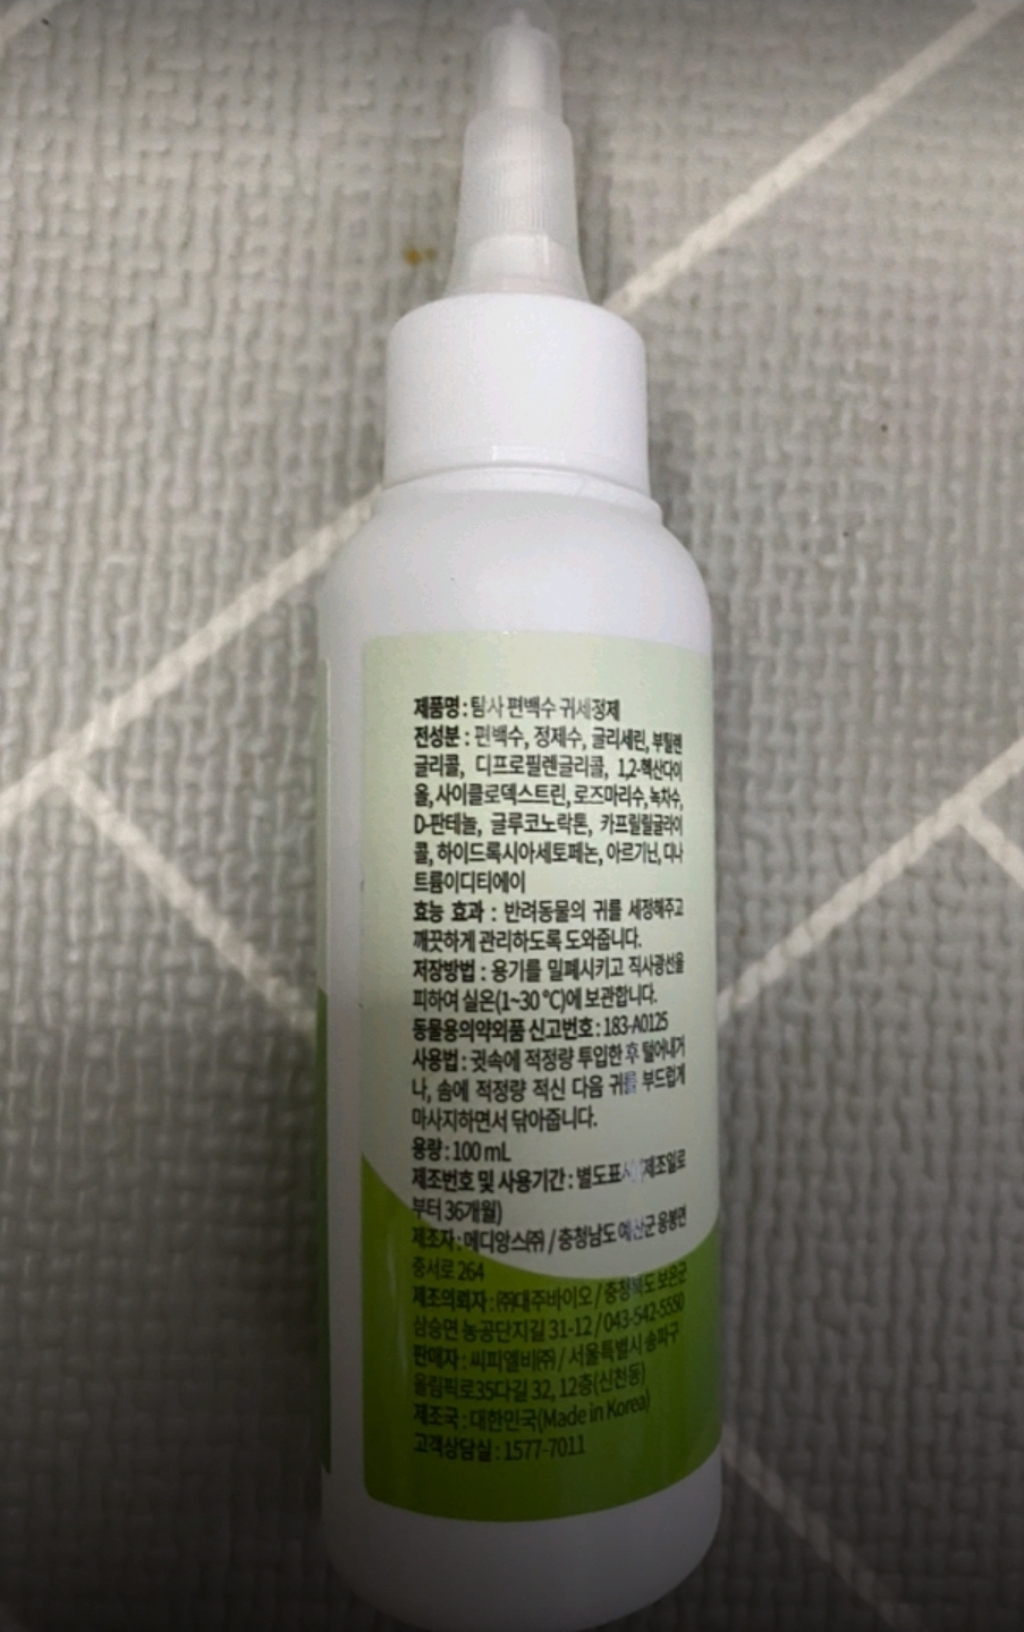 제품명 : 탐사 편백수 귀세정제
전성분 : 편백수, 정제수, 글리세린, 부틸렌
글리콜, 디프로필렌글리콜, 1,2-헥산다이
올, 사이클로덱스트린, 로즈마리수, 녹차수,
D-판테놀, 글루코노락톤, 카프릴릴글라이
콜, 하이드록시아세토페논, 아르기닌, 디나
트륨이디티에이
효능 효과 : 반려동물의 귀를 세정해주고
깨끗하게 관리하도록 도와줍니다.
저장방법 : 용기를 밀폐시키고 직사광선을
피하여 실온(1~30 °C)에 보관합니다.
동물용의약외품 신고번호 : 183-A0125
사용법 : 귓속에 적정량 투입한 후 털어내거
나, 솜에 적정량 적신 다음 귀를 부드럽게
마사지하면서 닦아줍니다.
용량 : 100 mL
제조번호 및 사용기간 : 별도표시(제조일로
부터 36개월)
제조자 : 메디앙스㈜ / 충청남도 예산군 응봉면
충서로 264
제조의뢰자 : ㈜대주바이오 / 충청북도 보은군
삼승면 농공단지길 31-12 / 043-542-5550
판매자 : 씨피엘비㈜ / 서울특별시 송파구
올림픽로35다길 32, 12층(신천동)
제조국 : 대한민국(Made in Korea)
고객상담실 : 1577-7011